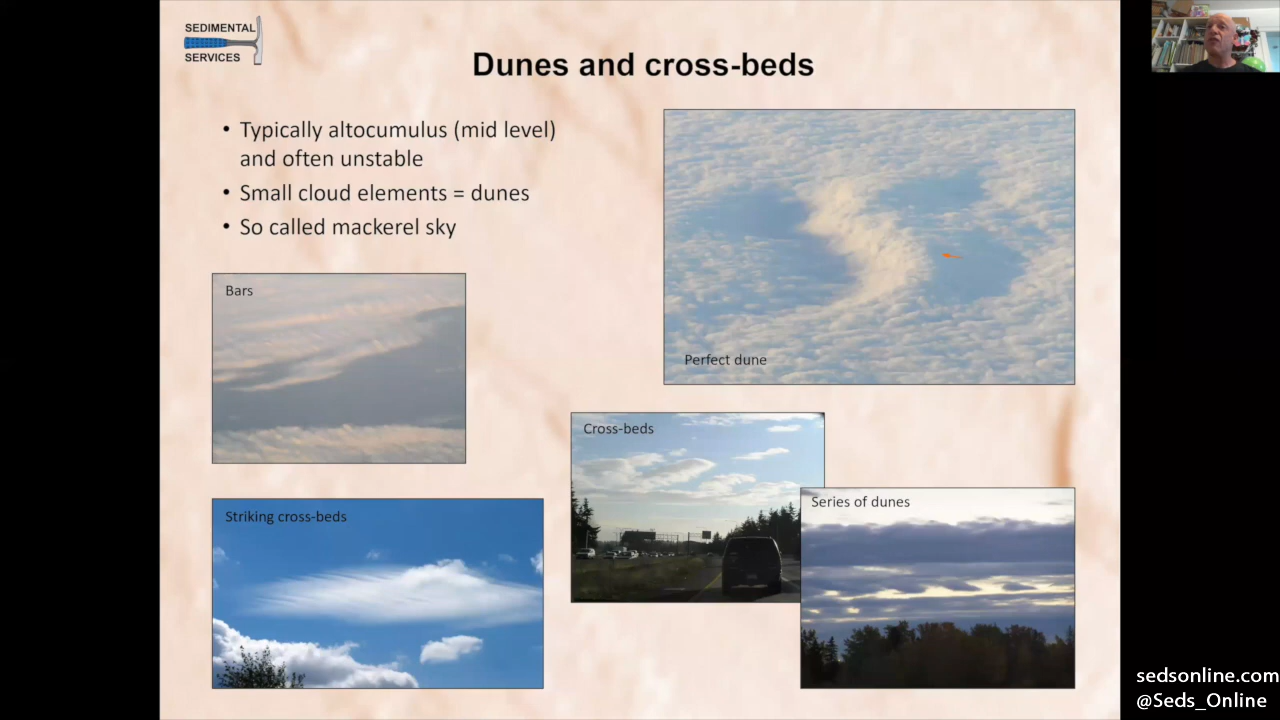 SEDIMENTAL
SERVICES
Dunes and cross-beds
• Typically altocumulus (mid level)
and often unstable
• Small cloud elements = dunes
• So called mackerel sky
Bars
Perfect dune
Cross-beds
Striking cross-beds
Series of dunes
sedsonline.com
@Seds_Online